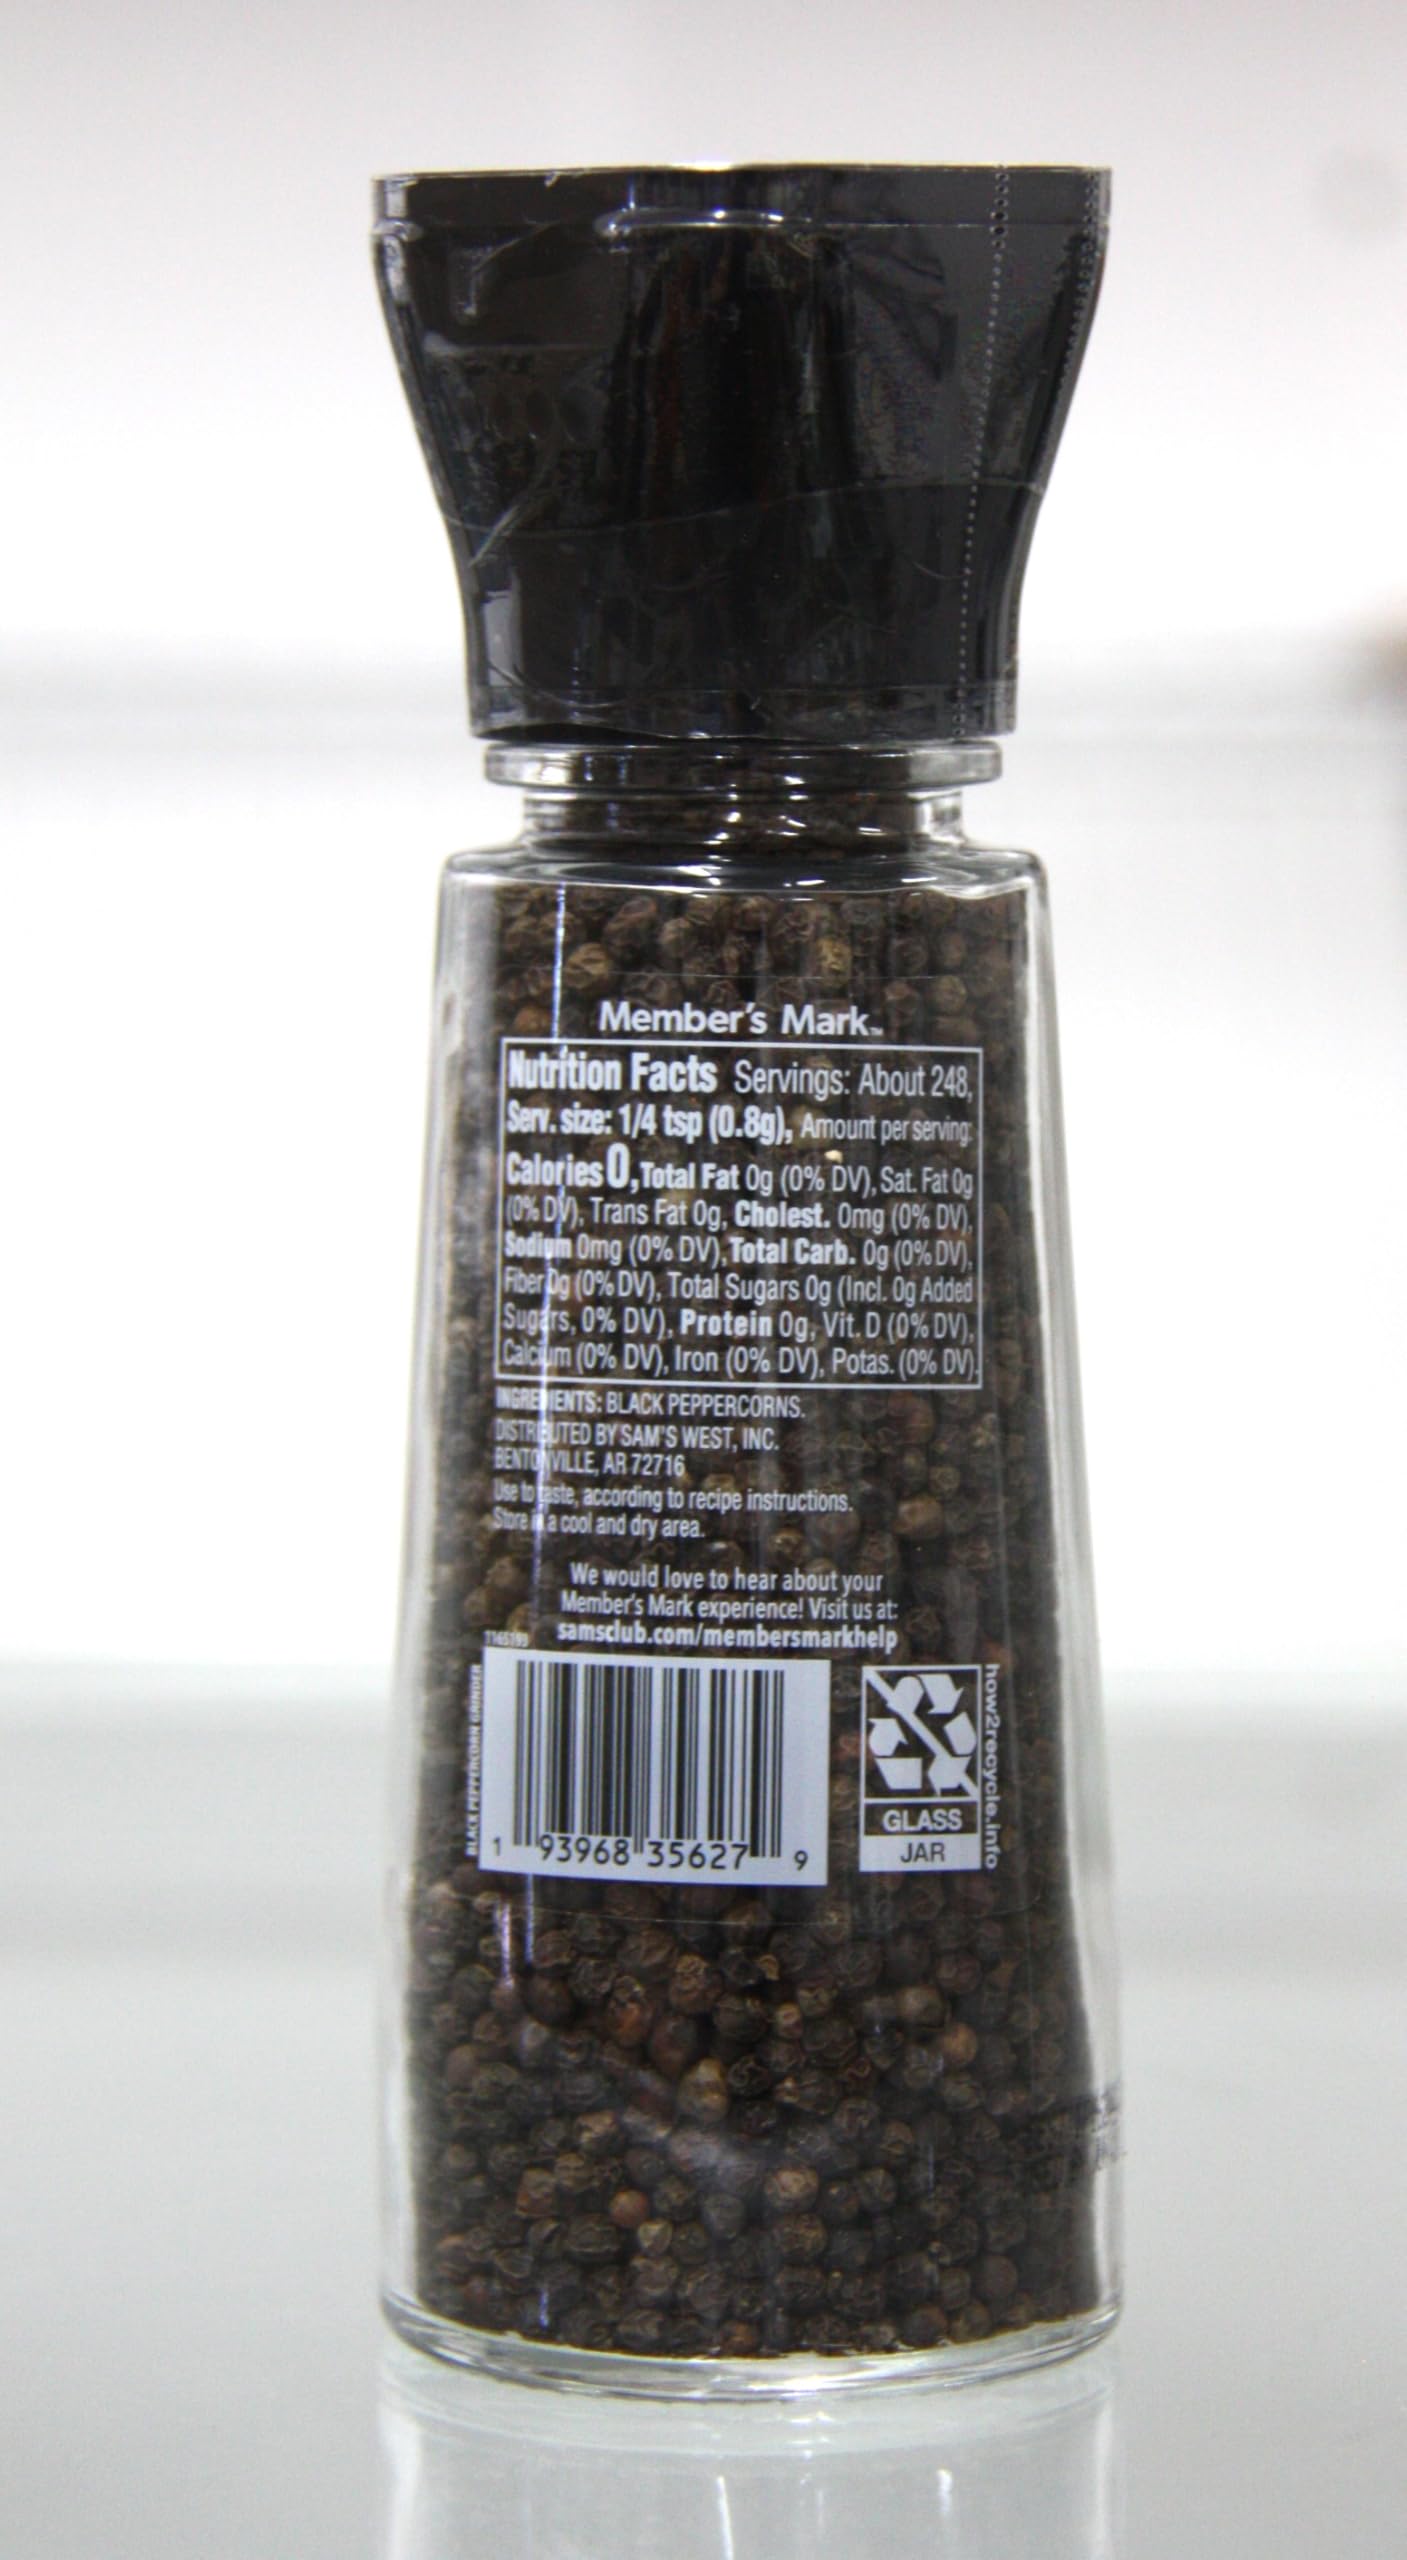 Member's Mark™
Nutrition Facts Servings: About 248,
Serv. size: 1/4 tsp (0.8g), Amount per serving:
Calories 0, Total Fat 0g (0% DV), Sat. Fat 0g
(0% DV), Trans Fat 0g, Cholest. 0mg (0% DV),
Sodium 0mg (0% DV), Total Carb. 0g (0% DV),
Fiber 0g (0% DV), Total Sugars 0g (Incl. 0g Added
Sugars, 0% DV), Protein 0g, Vit. D (0% DV),
Calcium (0% DV), Iron (0% DV), Potas. (0% DV).
INGREDIENTS: BLACK PEPPERCORNS.
DISTRIBUTED BY SAM'S WEST, INC.
BENTONVILLE, AR 72716
Use to taste, according to recipe instructions.
Store in a cool and dry area.
We would love to hear about your
Member's Mark experience! Visit us at:
samsclub.com/membersmarkhelp
BLACK PEPPERCORN GRINDER
1 93968 35627 9
GLASS
JAR
how2recycle.info